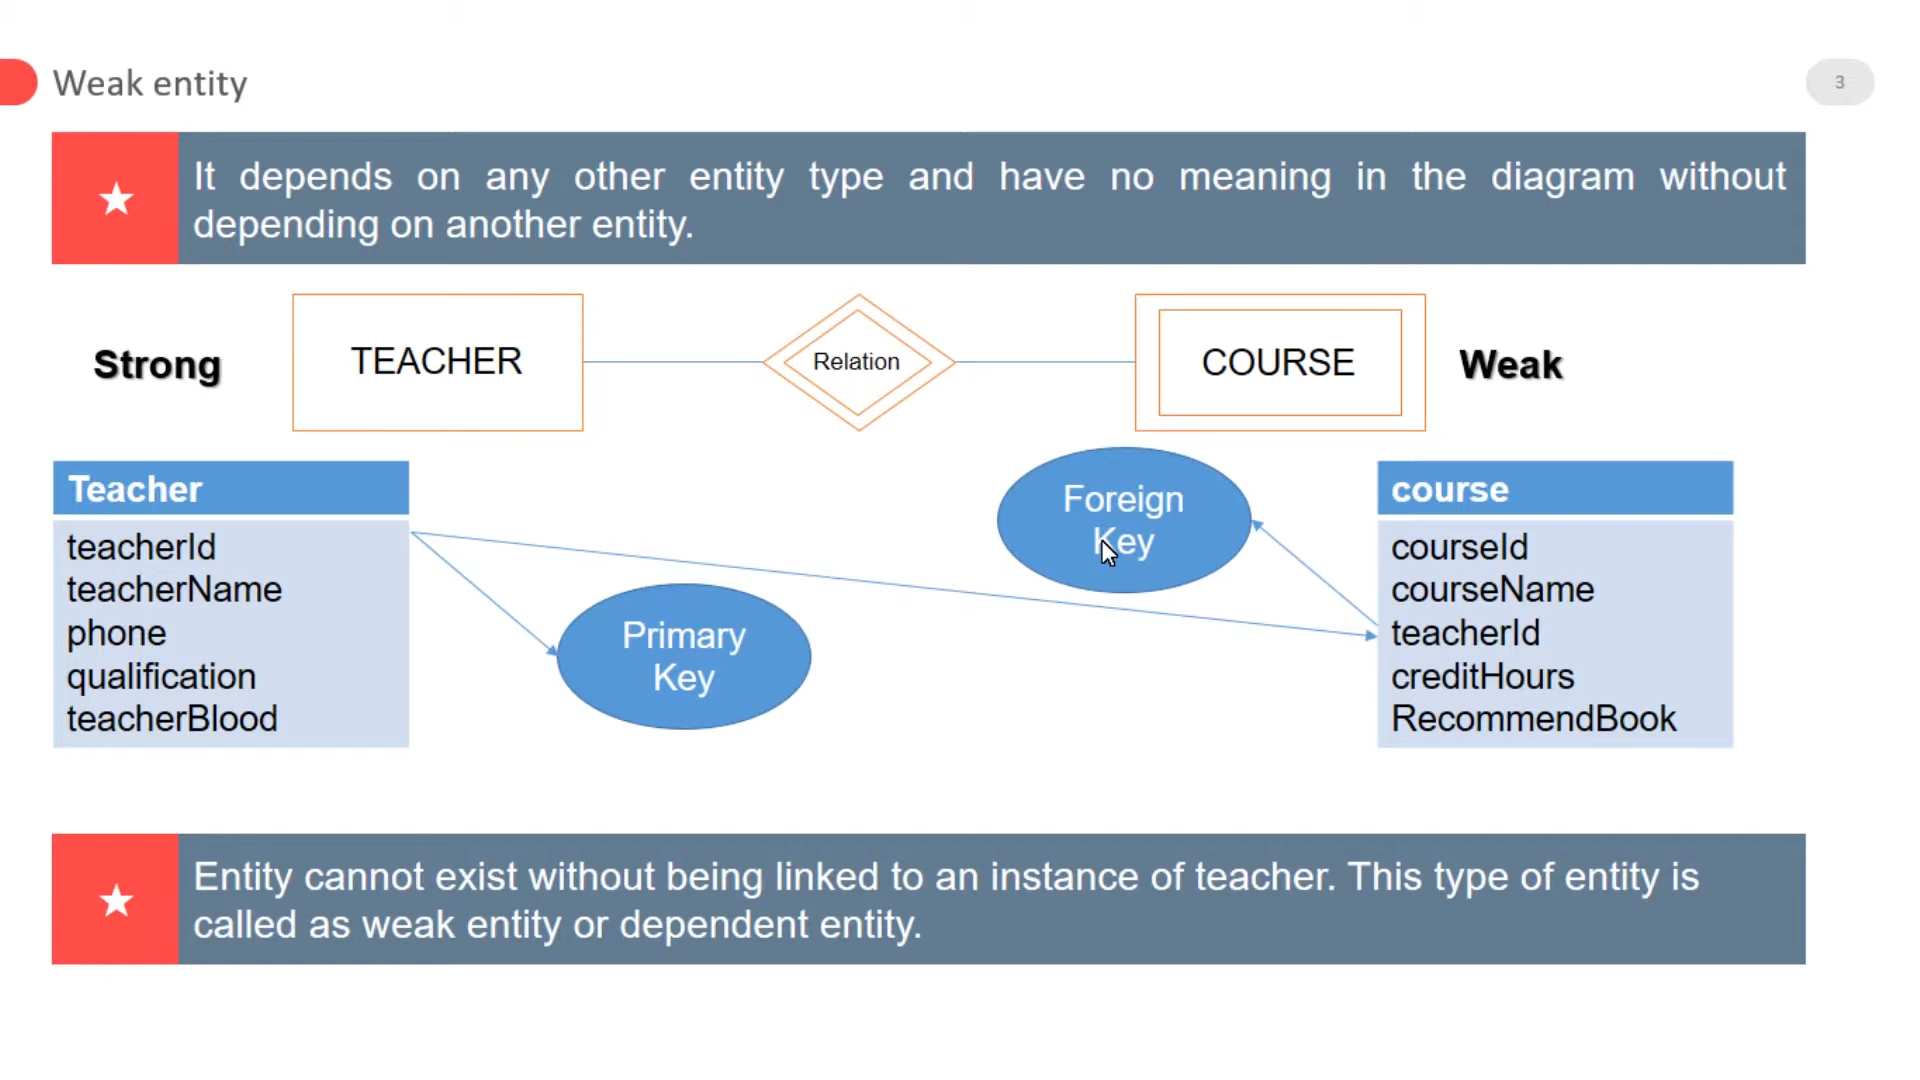 Weak entity
3
It depends on any other entity type and have no meaning in the diagram without
depending on another entity.
Strong
TEACHER
Relation
COURSE
Weak
Teacher
teacherId
teacherName
phone
qualification
teacherBlood
Primary
Key
Foreign
Key
course
courseId
courseName
teacherId
creditHours
RecommendBook
Entity cannot exist without being linked to an instance of teacher. This type of entity is
called as weak entity or dependent entity.